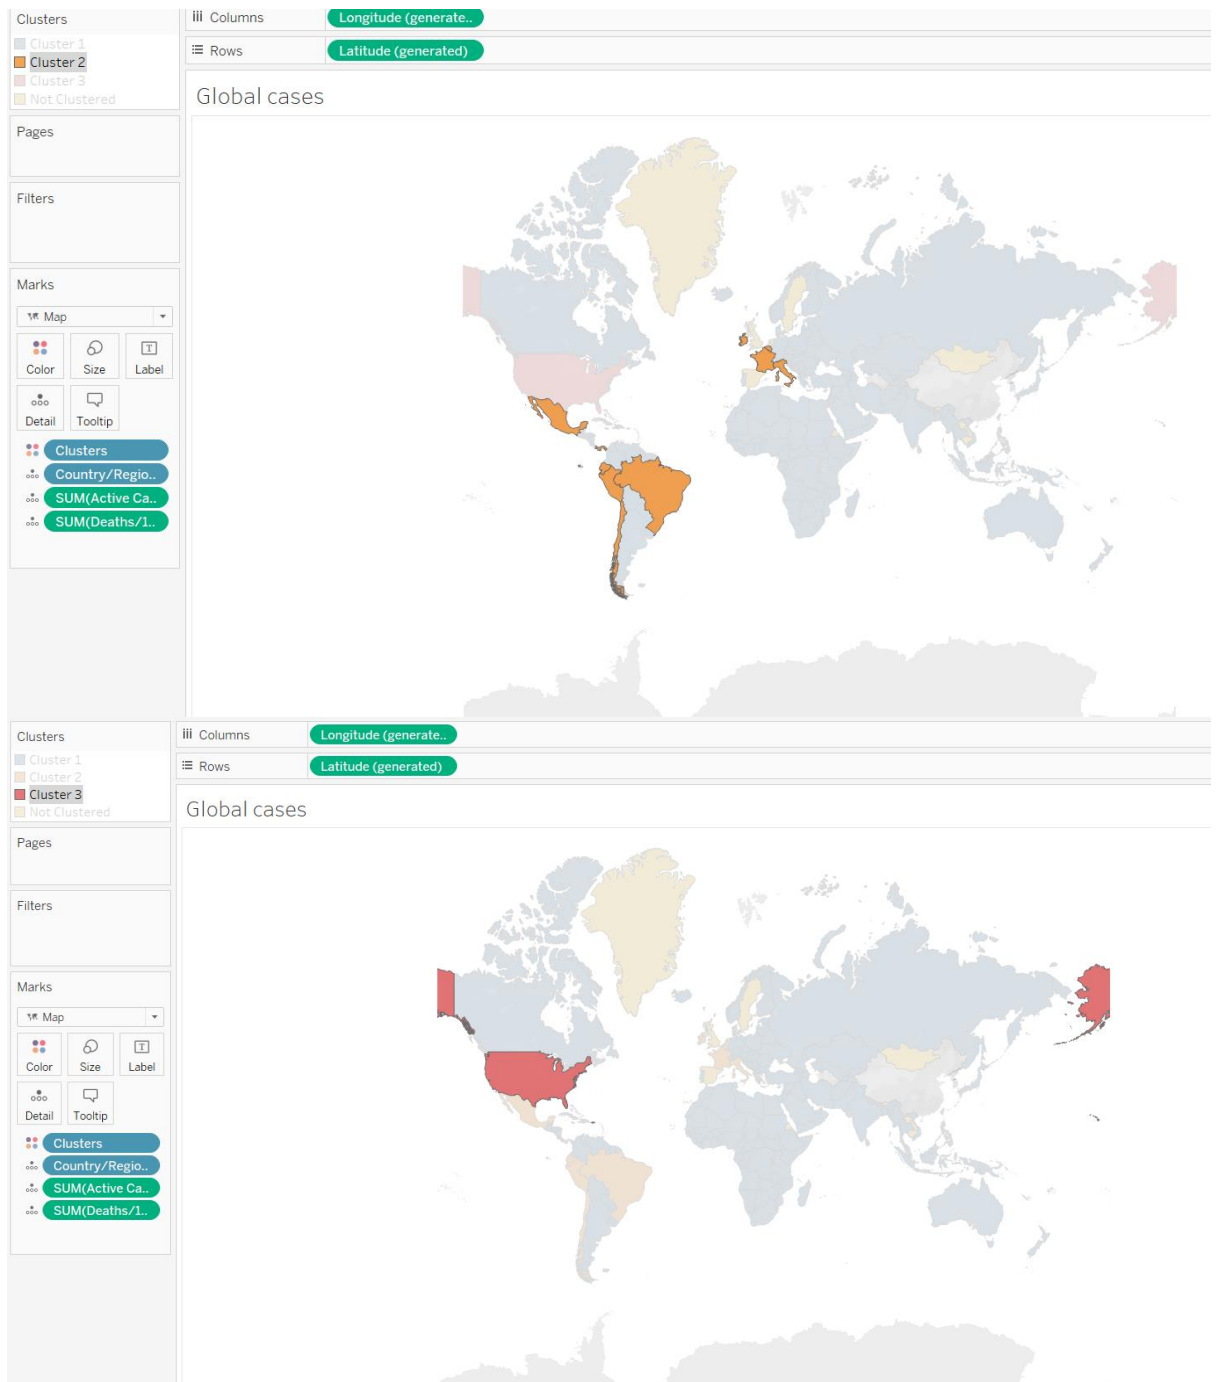 Clusters
Cluster 1
Cluster 2
Cluster 3
Not Clustered
Pages
Filters
Marks
Map
Color Size Label
Detail Tooltip
Clusters
Country/Regio..
SUM(Active Ca..
SUM(Deaths/1..
Columns Longitude (generate..
Rows Latitude (generated)
Global cases
Clusters
Cluster 1
Cluster 2
Cluster 3
Not Clustered
Pages
Filters
Marks
Map
Color Size Label
Detail Tooltip
Clusters
Country/Regio..
SUM(Active Ca..
SUM(Deaths/1..
Columns Longitude (generate..
Rows Latitude (generated)
Global cases